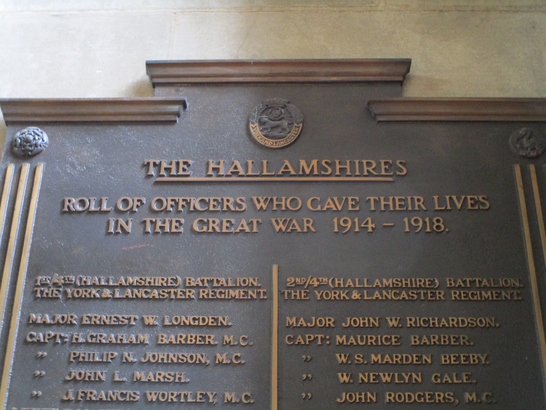 THE HALLAMSHIRES
ROLL OF OFFICERS WHO GAVE THEIR LIVES
IN THE GREAT WAR 1914 - 1918.
1ST/4TH (HALLAMSHIRE) BATTALION.
THE YORK & LANCASTER REGIMENT.
MAJOR ERNEST W. LONGDEN.
CAPT: H. GRAHAM BARBER. M.C.
" PHILIP N. JOHNSON. M.C.
" JOHN L. MARSH.
" J. FRANCIS WORTLEY. M.C.
2ND/4TH (HALLAMSHIRE) BATTALION.
THE YORK & LANCASTER REGIMENT.
MAJOR JOHN W. RICHARDSON.
CAPT: MAURICE BARBER.
" W.S. MARDEN BEEBY.
" W. NEWLYN GALE.
" JOHN RODGERS. M.C.